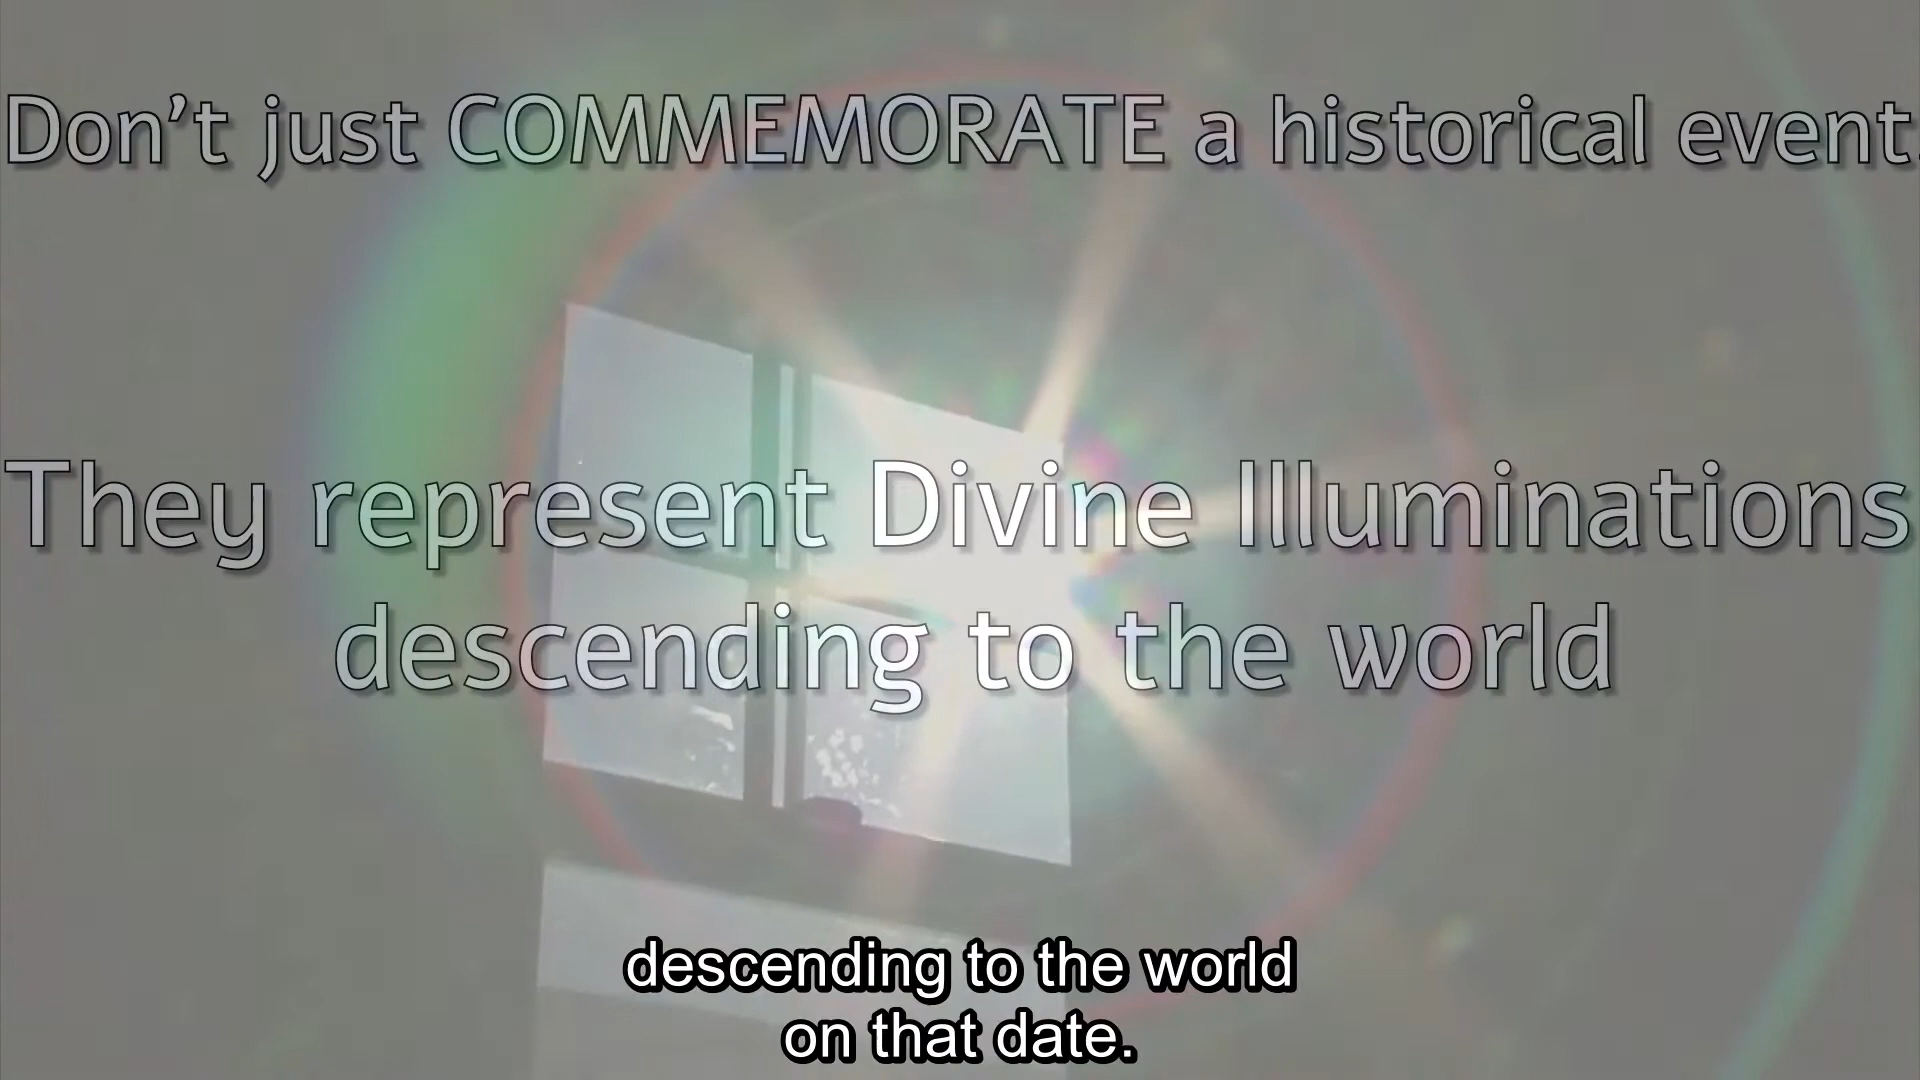 Don't just COMMEMORATE a historical event.
They represent Divine Illuminations
descending to the world
descending to the world
on that date.